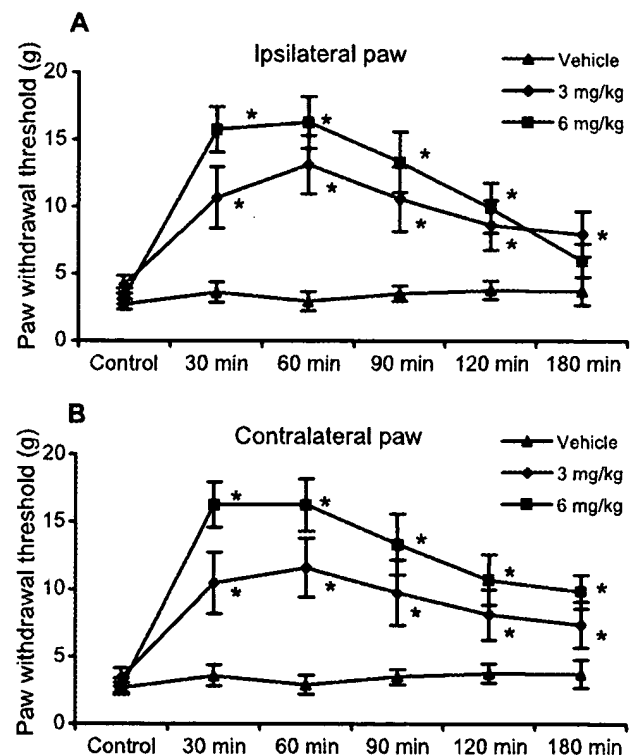 A
Ipsilateral paw
Vehicle
3 mg/kg
6 mg/kg
Paw withdrawal threshold (g)
20
15
10
5
0
* * * *
* * * * *
Control 30 min 60 min 90 min 120 min 180 min
B
Contralateral paw
Vehicle
3 mg/kg
6 mg/kg
Paw withdrawal threshold (g)
20
15
10
5
0
* * * * *
* * * * *
Control 30 min 60 min 90 min 120 min 180 min